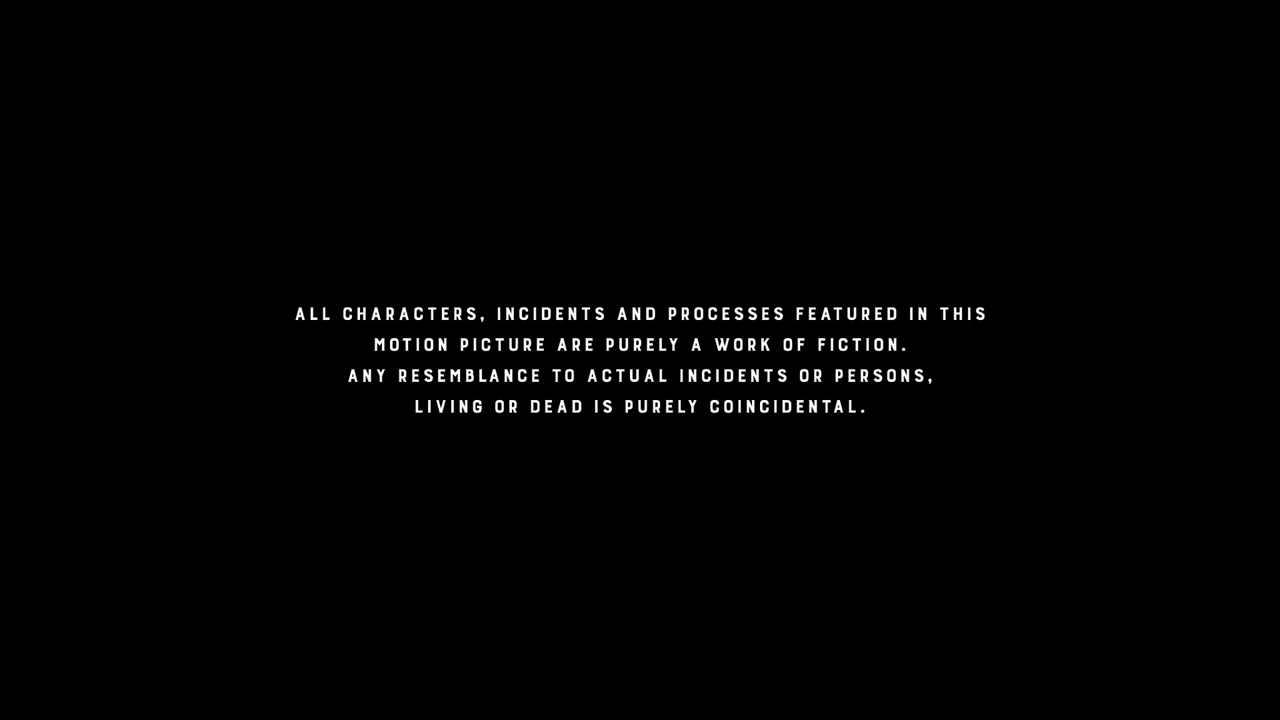 ALL CHARACTERS, INCIDENTS AND PROCESSES FEATURED IN THIS
MOTION PICTURE ARE PURELY A WORK OF FICTION.
ANY RESEMBLANCE TO ACTUAL INCIDENTS OR PERSONS,
LIVING OR DEAD IS PURELY COINCIDENTAL.